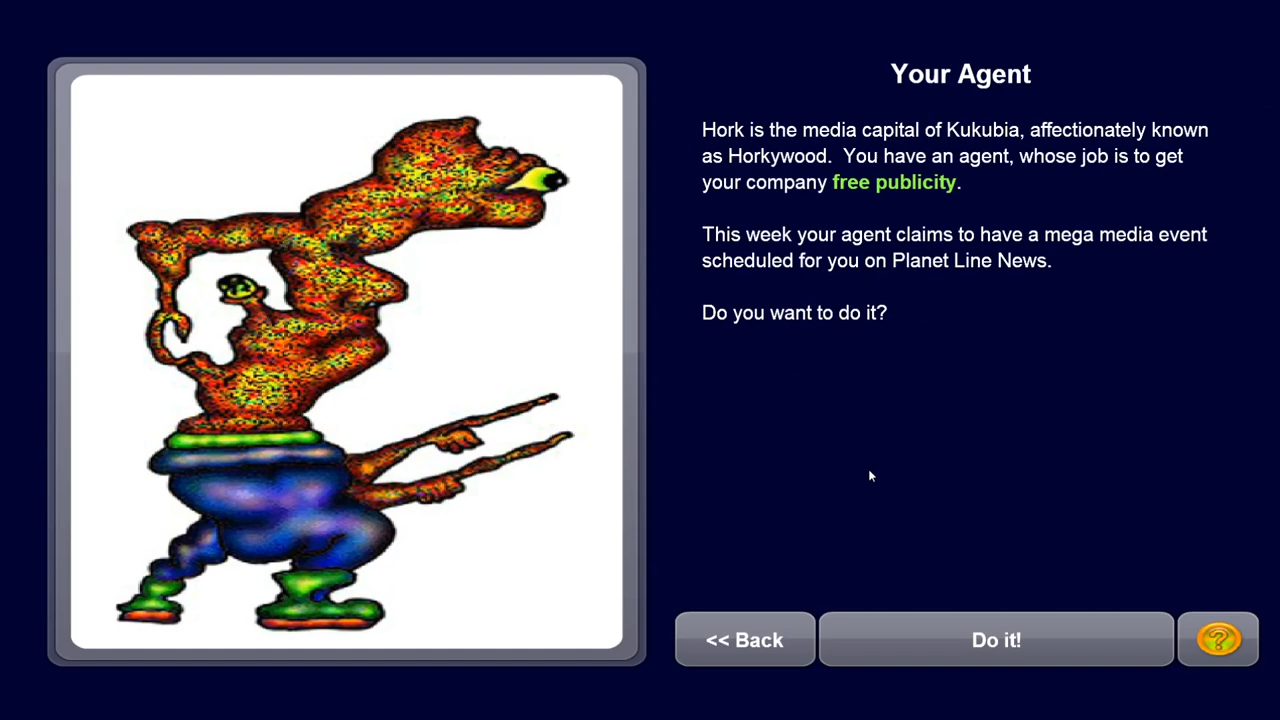 Your Agent
Hork is the media capital of Kukubia, affectionately known
as Horkywood.  You have an agent, whose job is to get
your company free publicity.
This week your agent claims to have a mega media event
scheduled for you on Planet Line News.
Do you want to do it?
<< Back
Do it!
?